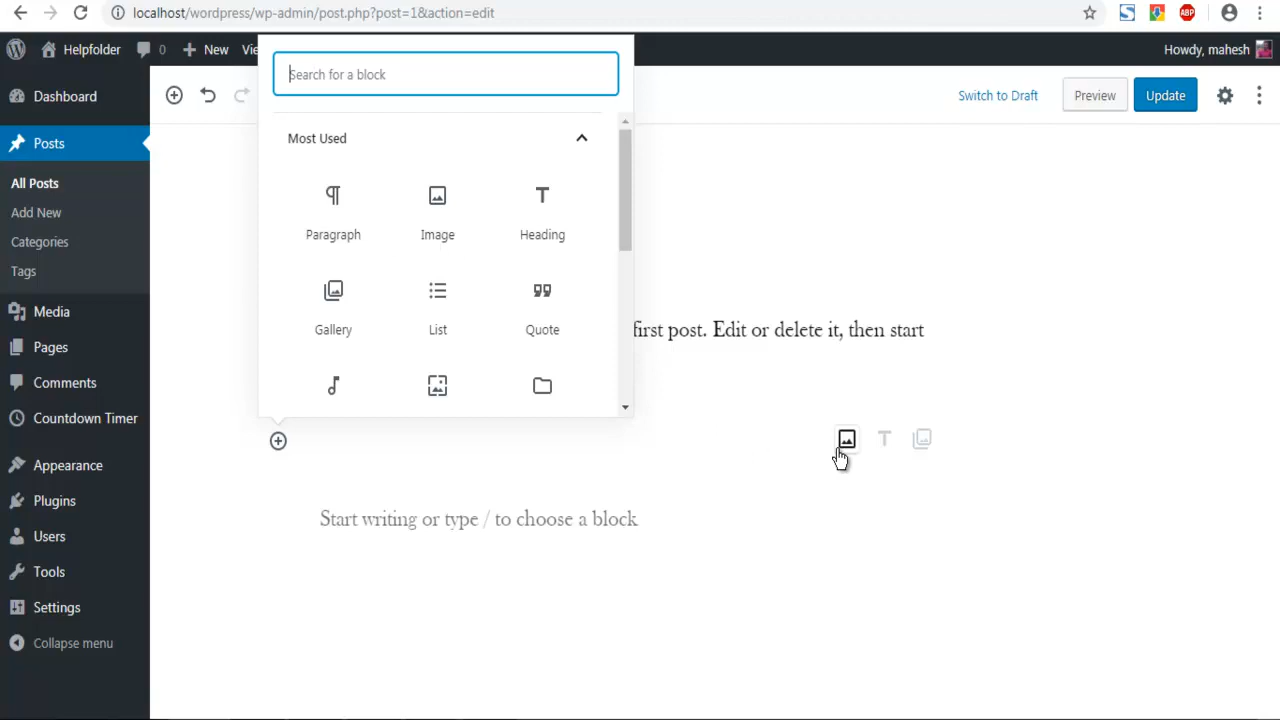 localhost/wordpress/wp-admin/post.php?post=1&action=edit
ABP
Helpfolder
0
New
Howdy, mahesh
Search for a block
Dashboard
Switch to Draft
Preview
Update
Posts
Most Used
All Posts
Add New
Categories
Tags
Paragraph
Image
Heading
Media
Gallery
List
Quote
first post. Edit or delete it, then start
Pages
Comments
Countdown Timer
Appearance
Plugins
Start writing or type / to choose a block
Users
Tools
Settings
Collapse menu